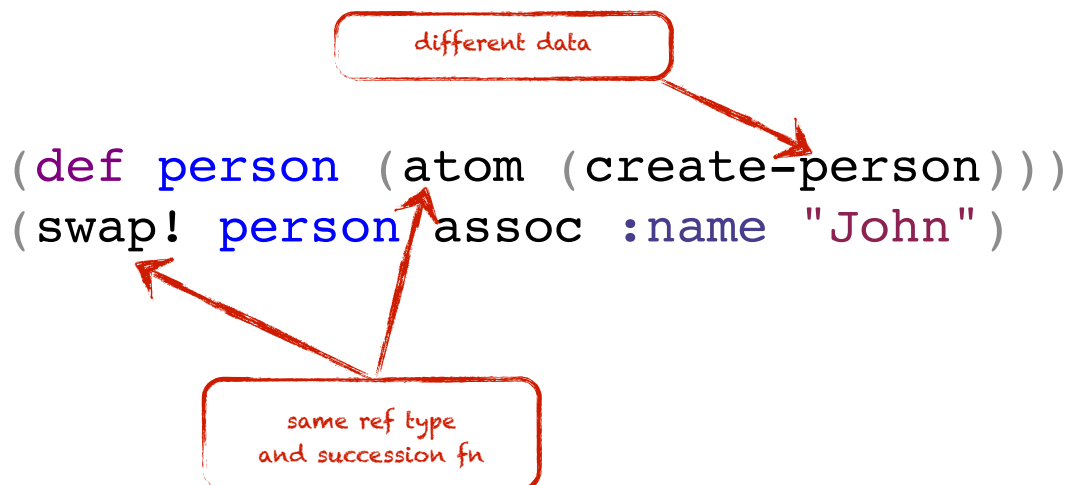 different data
(def person (atom (create-person)))
(swap! person assoc :name "John")
same ref type
and succession fn